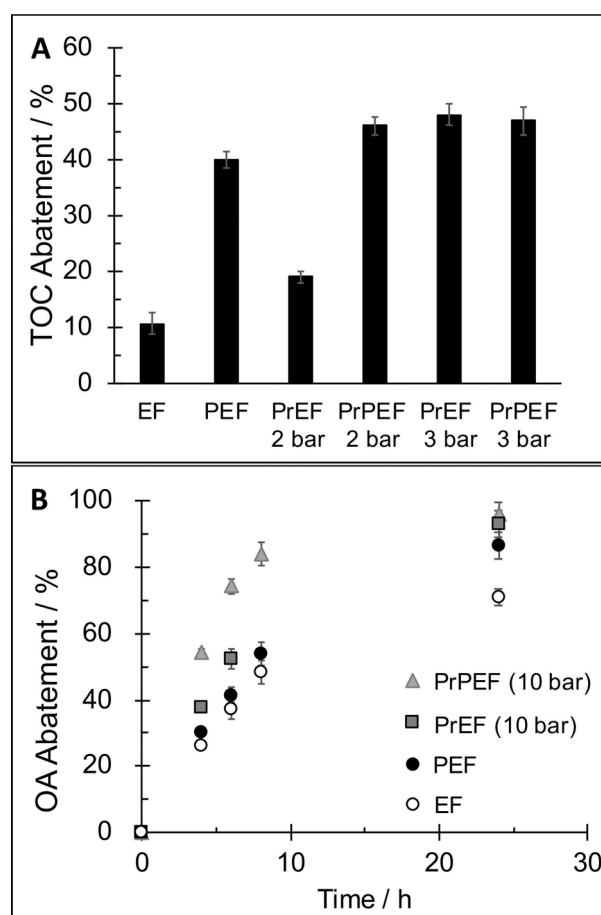 A
TOC Abatement / %
60
50
40
30
20
10
0
EF PEF PrEF PrPEF PrEF PrPEF
2 bar 2 bar 3 bar 3 bar
B
OA Abatement / %
100
80
60
40
20
0
PrPEF (10 bar)
PrEF (10 bar)
PEF
EF
0 10 20 30
Time / h